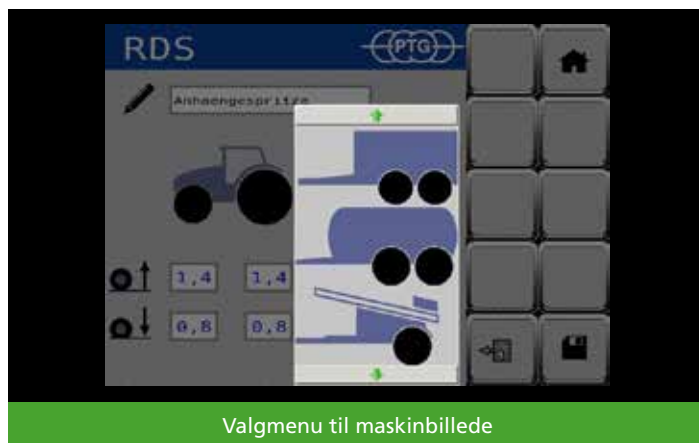 RDS
PTG
Anhaengespritze
1,4 1,4
0,8 0,8
Valgmenu til maskinbillede